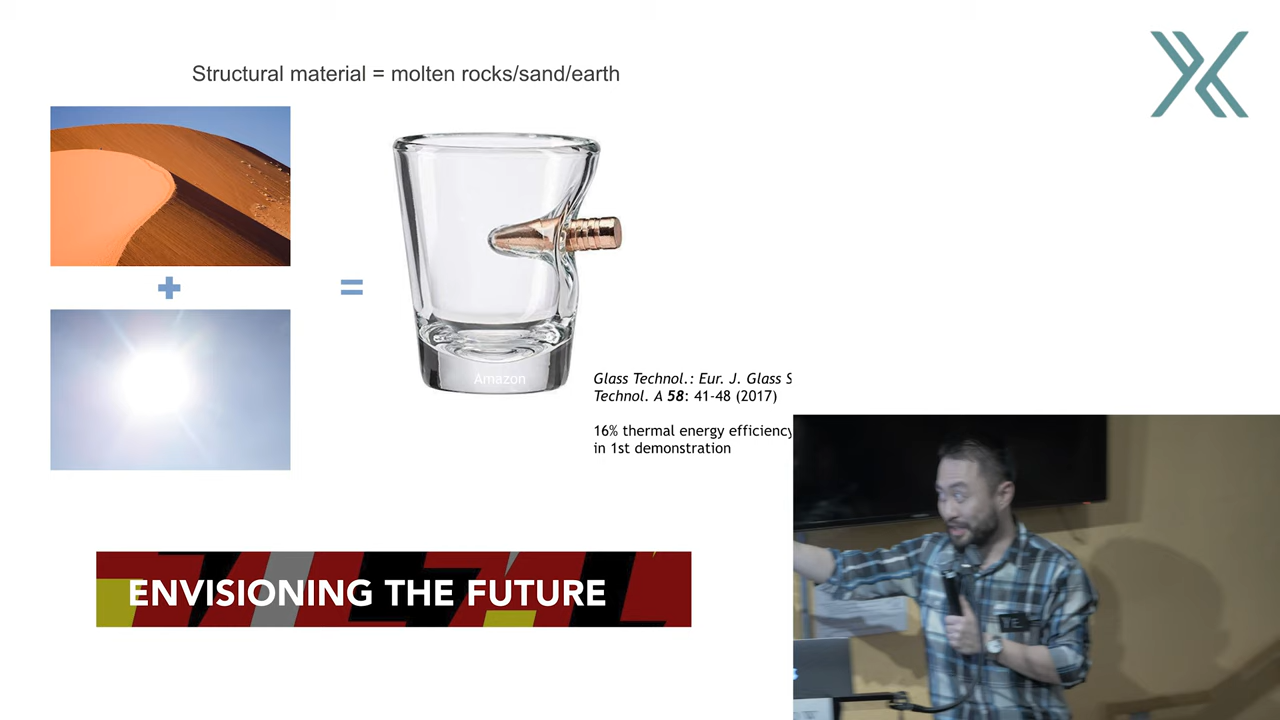 Structural material = molten rocks/sand/earth
Amazon
Glass Technol.: Eur. J. Glass S
Technol. A 58: 41-48 (2017)
16% thermal energy efficiency
in 1st demonstration
ENVISIONING THE FUTURE